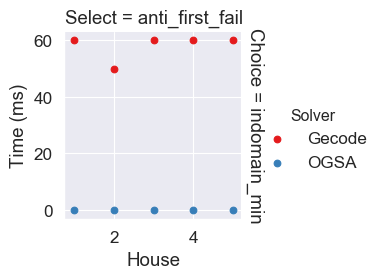 Select = anti_first_fail
60
40
20
0
Time (ms)
2
4
House
Choice = indomain_min
Solver
Gecode
OGSA